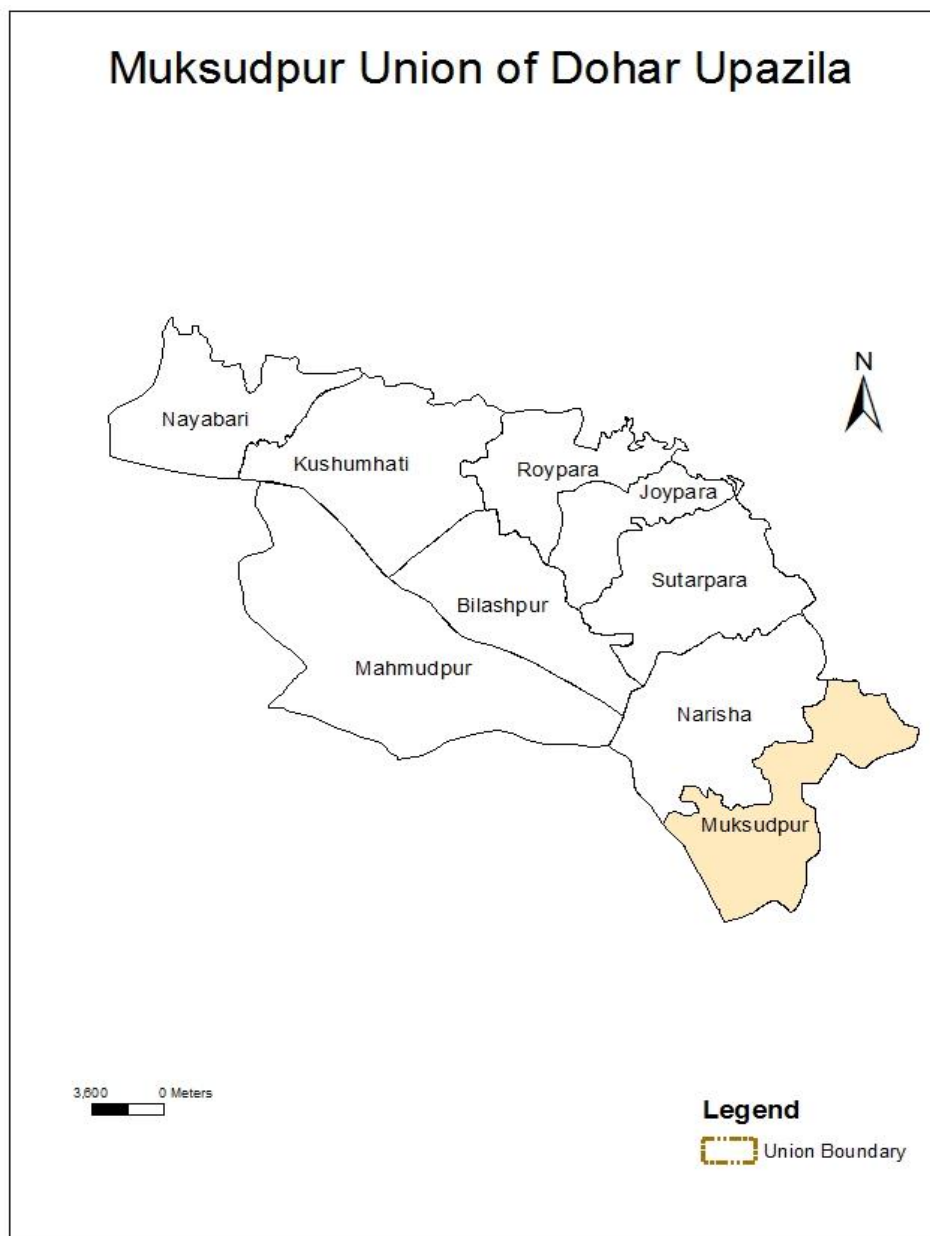 Muksudpur Union of Dohar Upazila
N
Nayabari
Kushumhati
Roypara
Joypara
Sutarpara
Bilashpur
Mahmudpur
Narisha
Muksudpur
3,600 0 Meters
Legend
Union Boundary